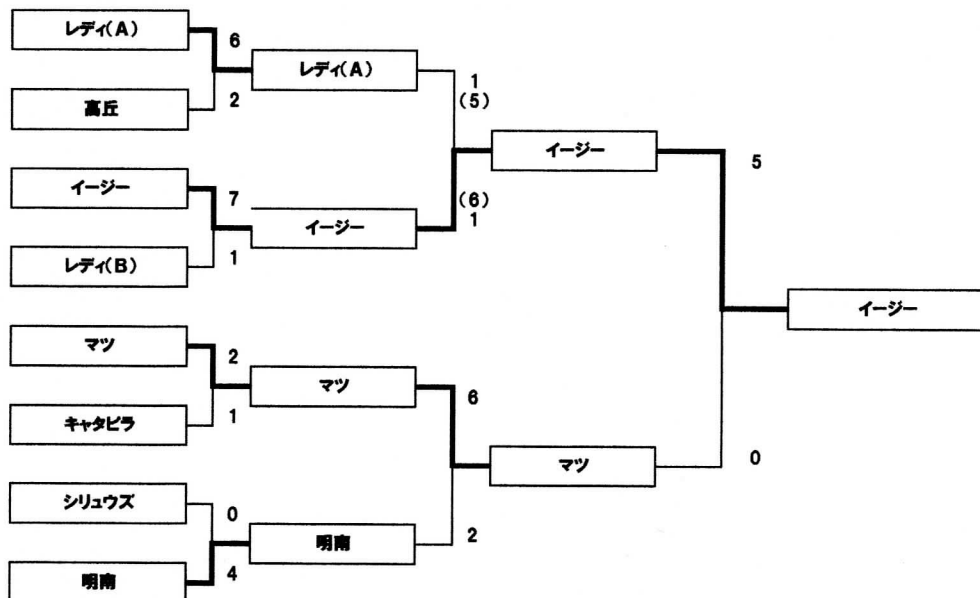 レディ(A)
6
レディ(A)
1
(5)
高丘
2
イージー
5
イージー
7
(6)
1
イージー
レディ(B)
1
イージー
マツ
2
マツ
6
キャタピラ
1
マツ
0
シリュウズ
0
明南
2
明南
4